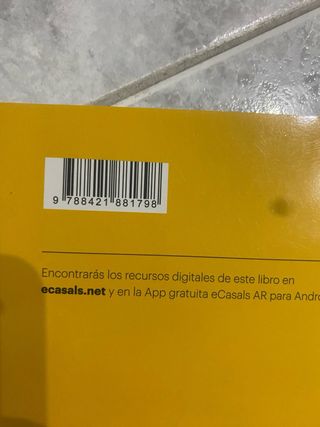 9 788421 881798
Encontrarás los recursos digitales de este libro en
ecasals.net y en la App gratuita eCasals AR para Andro